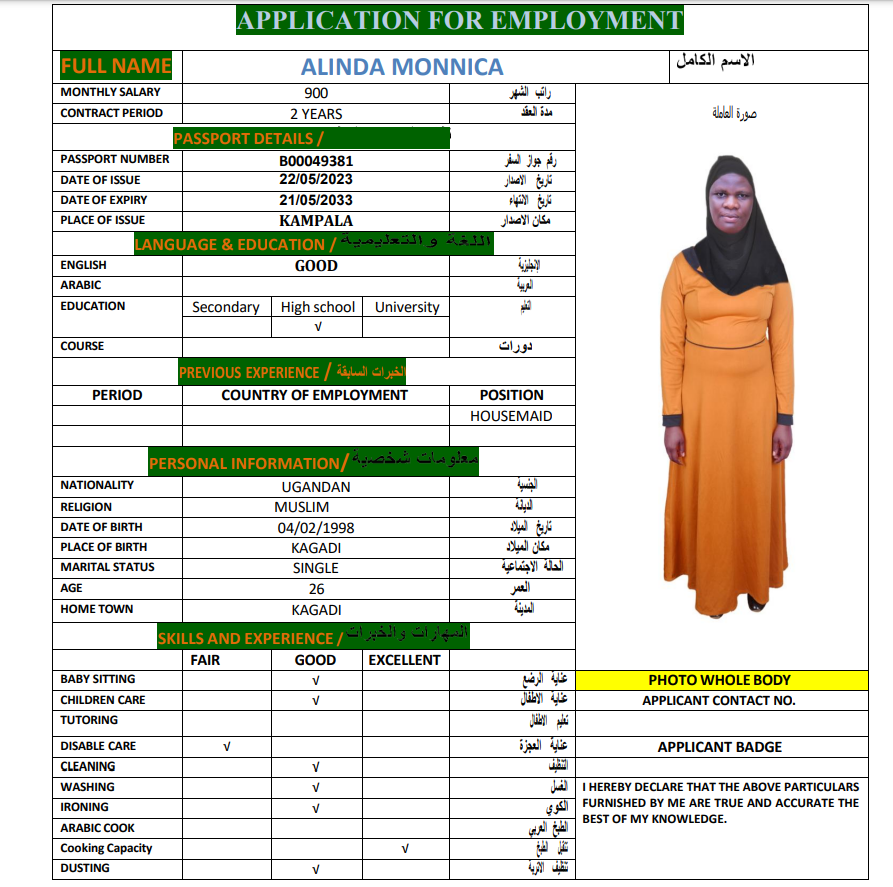 APPLICATION FOR EMPLOYMENT
FULL NAME ALINDA MONNICA الاسم الكامل
MONTHLY SALARY 900 راتب الشهر
CONTRACT PERIOD 2 YEARS مدة العقد
صورة العاملة
PASSPORT DETAILS /
PASSPORT NUMBER B00049381 رقم جواز السفر
DATE OF ISSUE 22/05/2023 تاريخ الاصدار
DATE OF EXPIRY 21/05/2033 تاريخ الانتهاء
PLACE OF ISSUE KAMPALA مكان الاصدار
LANGUAGE & EDUCATION / اللغة و التعليمية
ENGLISH GOOD الإنجليزية
ARABIC العربية
EDUCATION Secondary High school University التعليم
√
COURSE دورات
PREVIOUS EXPERIENCE / الخبرات السابقة
PERIOD COUNTRY OF EMPLOYMENT POSITION
HOUSEMAID
PERSONAL INFORMATION/ معلومات شخصية
NATIONALITY UGANDAN الجنسية
RELIGION MUSLIM الديانة
DATE OF BIRTH 04/02/1998 تاريخ الميلاد
PLACE OF BIRTH KAGADI مكان الميلاد
MARITAL STATUS SINGLE الحالة الاجتماعية
AGE 26 العمر
HOME TOWN KAGADI المدينة
SKILLS AND EXPERIENCE / المهارات و الخبرات
FAIR GOOD EXCELLENT
BABY SITTING √ عناية الرضع
CHILDREN CARE √ عناية الاطفال
TUTORING تعليم الاطفال
DISABLE CARE √ عناية العجزة
CLEANING √ التنظيف
WASHING √ الغسل
IRONING √ الكوي
ARABIC COOK الطبخ العربي
Cooking Capacity √ الطبخ
DUSTING √ تنظيف الاتربة
PHOTO WHOLE BODY
APPLICANT CONTACT NO.
APPLICANT BADGE
I HEREBY DECLARE THAT THE ABOVE PARTICULARS
FURNISHED BY ME ARE TRUE AND ACCURATE THE
BEST OF MY KNOWLEDGE.